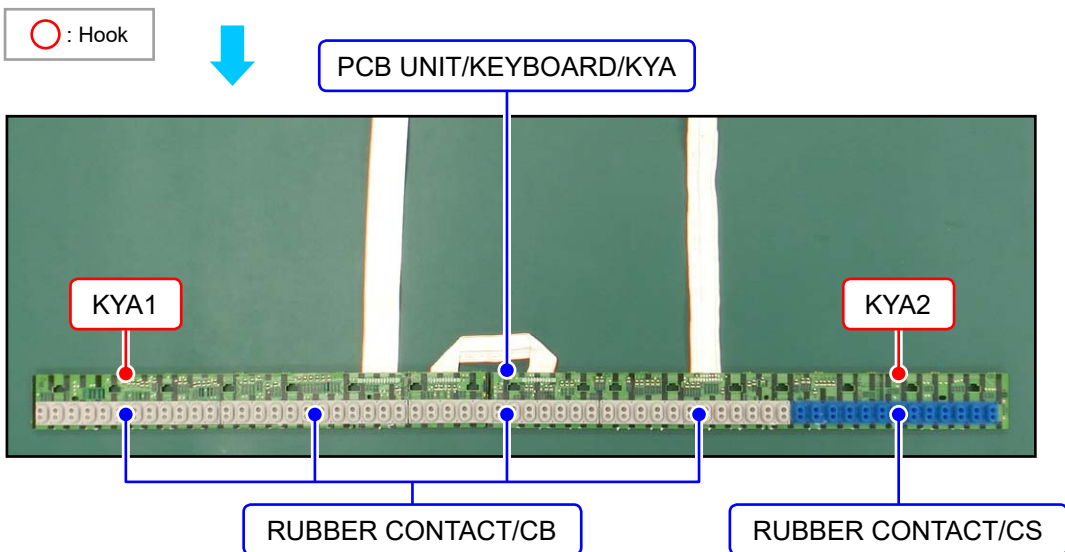 : Hook
PCB UNIT/KEYBOARD/KYA
KYA1
KYA2
RUBBER CONTACT/CB
RUBBER CONTACT/CS